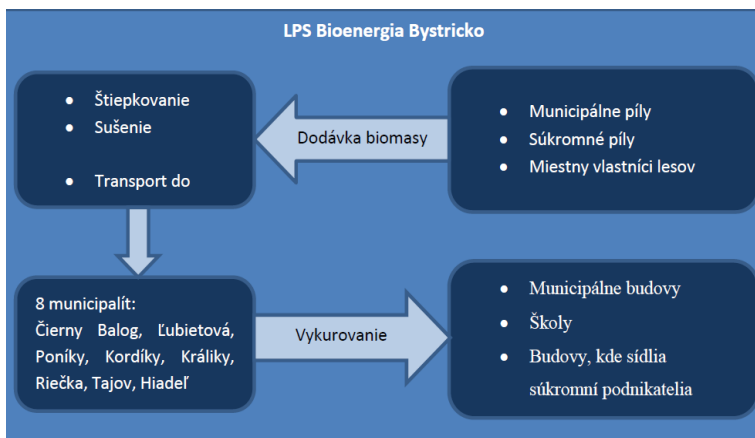 LPS Bioenergia Bystricko
• Štiepkovanie
• Sušenie
• Transport do
Dodávka biomasy
• Municipálne píly
• Súkromné píly
• Miestny vlastníci lesov
8 municipalít:
Čierny Balog, Ľubietová,
Poníky, Kordíky, Králiky,
Riečka, Tajov, Hiadeľ
Vykurovanie
• Municipálne budovy
• Školy
• Budovy, kde sídlia
súkromní podnikatelia